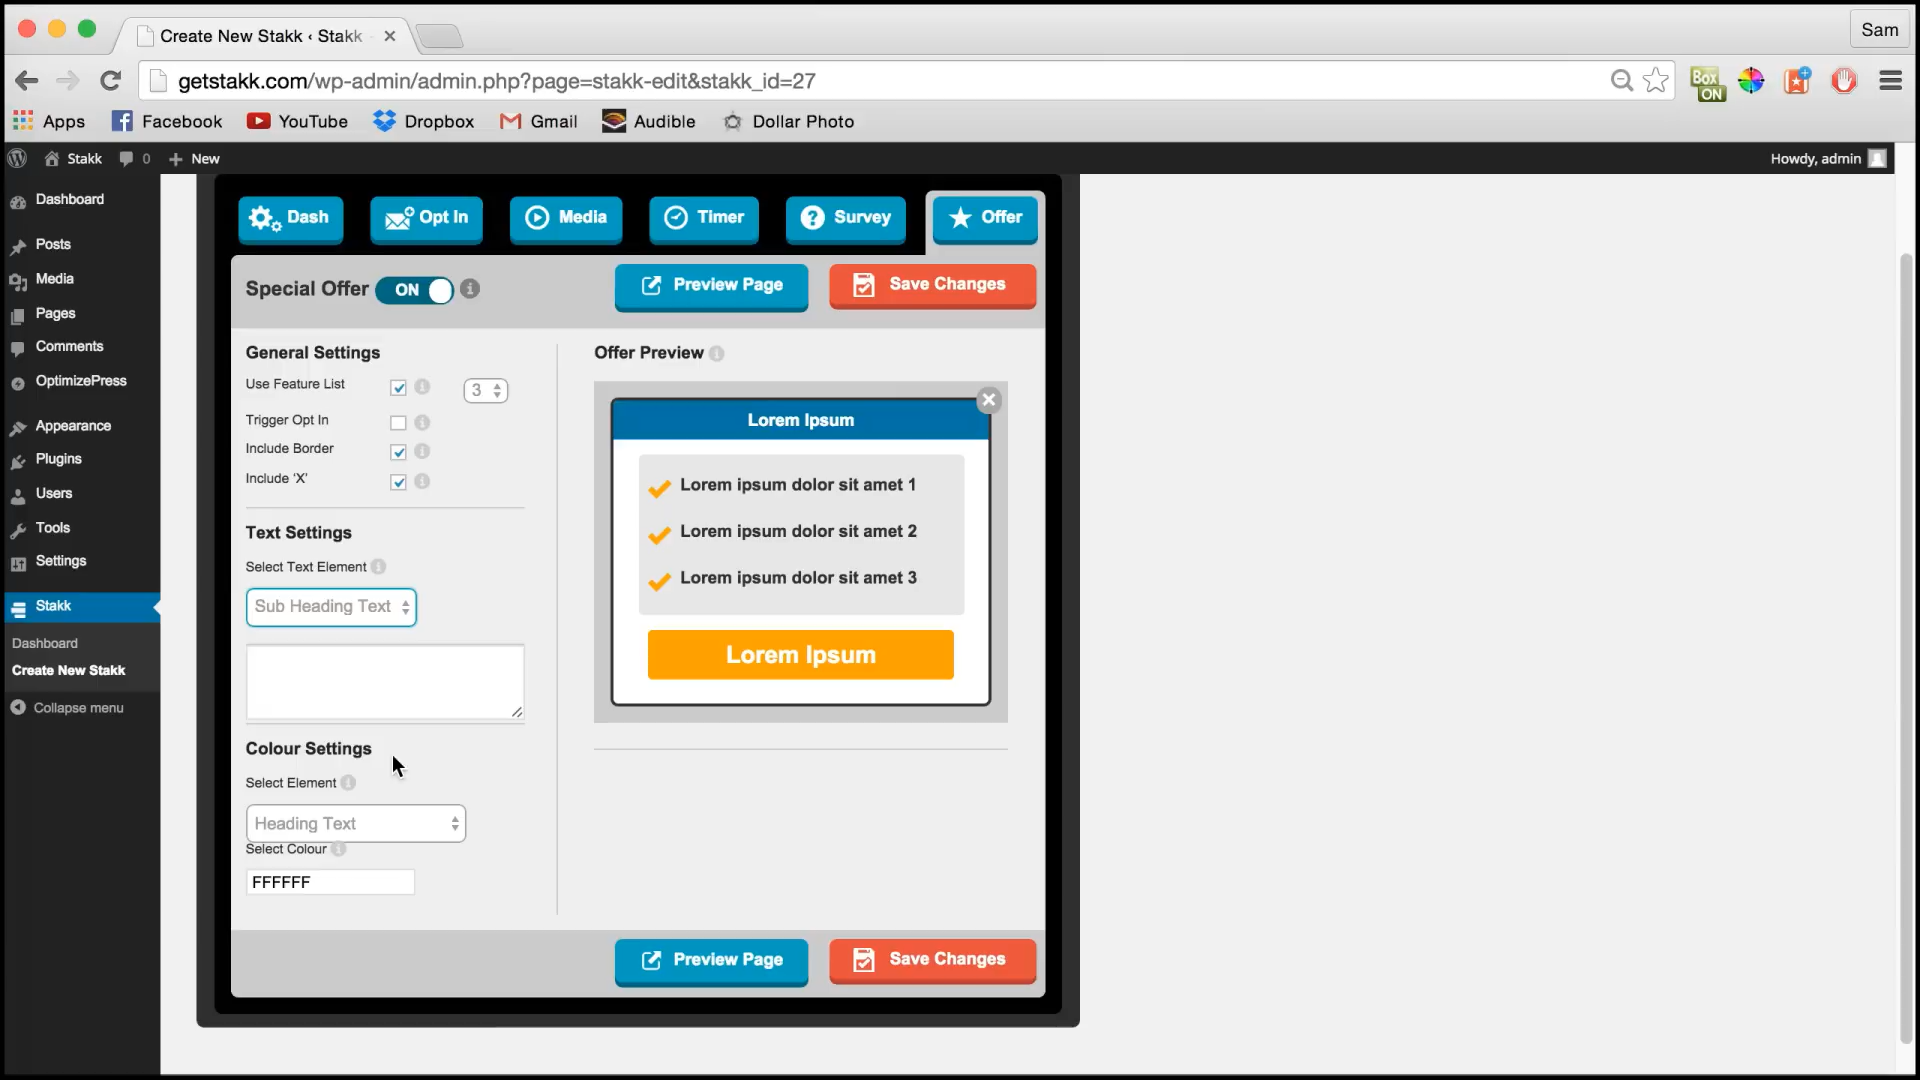 Create New Stakk ‹ Stakk
Sam
getstakk.com/wp-admin/admin.php?page=stakk-edit&stakk_id=27
Box
ON
Apps Facebook YouTube Dropbox Gmail Audible Dollar Photo
Stakk 0 New
Howdy, admin
Dashboard
Posts
Media
Pages
Comments
OptimizePress
Appearance
Plugins
Users
Tools
Settings
Stakk
Dashboard
Create New Stakk
Collapse menu
Dash Opt In Media Timer Survey Offer
Special Offer ON
Preview Page
Save Changes
General Settings
Use Feature List 3
Trigger Opt In
Include Border
Include 'X'
Text Settings
Select Text Element
Sub Heading Text
Colour Settings
Select Element
Heading Text
Select Colour
FFFFFF
Offer Preview
Lorem Ipsum
Lorem ipsum dolor sit amet 1
Lorem ipsum dolor sit amet 2
Lorem ipsum dolor sit amet 3
Lorem Ipsum
Preview Page
Save Changes